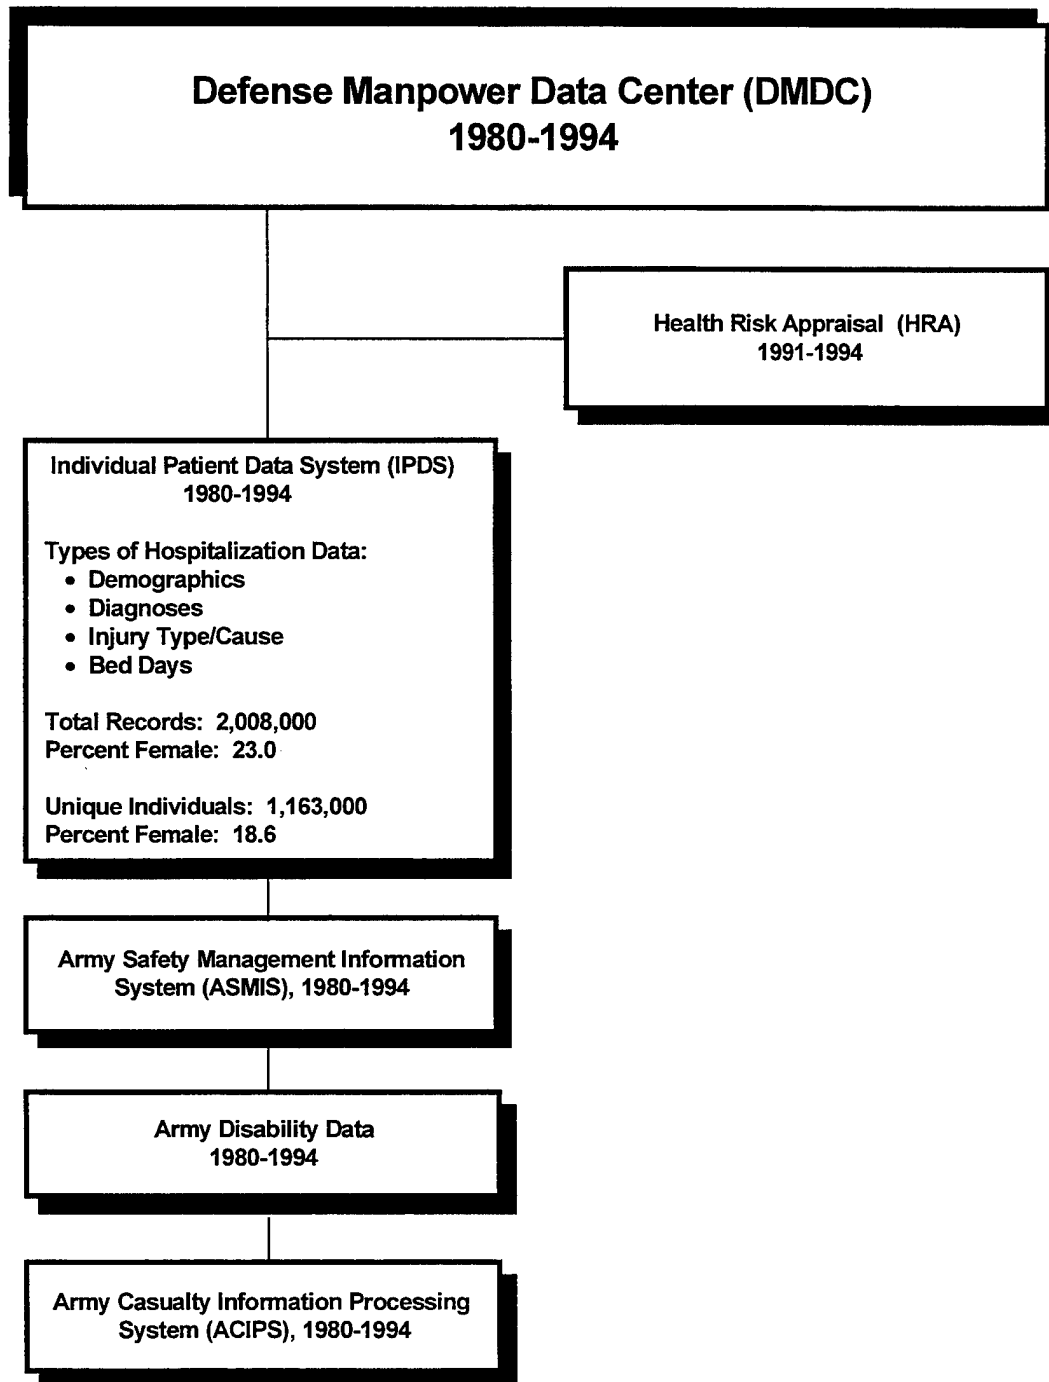 Defense Manpower Data Center (DMDC)
1980-1994
Health Risk Appraisal (HRA)
1991-1994
Individual Patient Data System (IPDS)
1980-1994
Types of Hospitalization Data:
• Demographics
• Diagnoses
• Injury Type/Cause
• Bed Days
Total Records: 2,008,000
Percent Female: 23.0
Unique Individuals: 1,163,000
Percent Female: 18.6
Army Safety Management Information
System (ASMIS), 1980-1994
Army Disability Data
1980-1994
Army Casualty Information Processing
System (ACIPS), 1980-1994